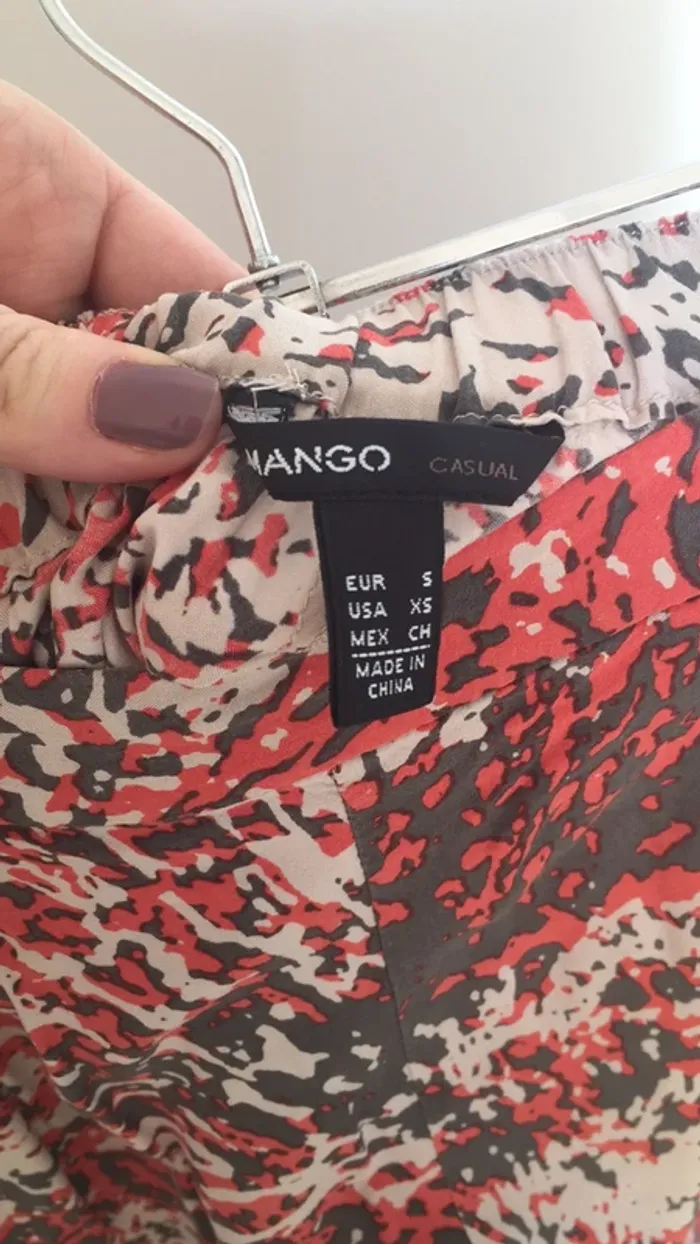 MANGO CASUAL
EUR S
USA XS
MEX CH
MADE IN
CHINA